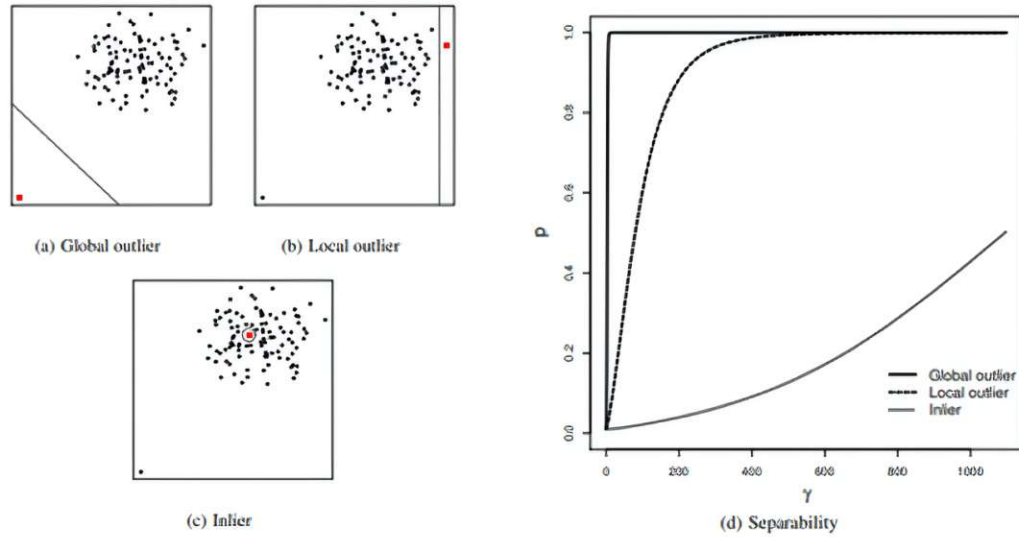 (a) Global outlier
(b) Local outlier
(c) Inlier
p
0.0
0.2
0.4
0.6
0.8
1.0
Global outlier
Local outlier
Inlier
0
200
400
600
800
1000
γ
(d) Separability